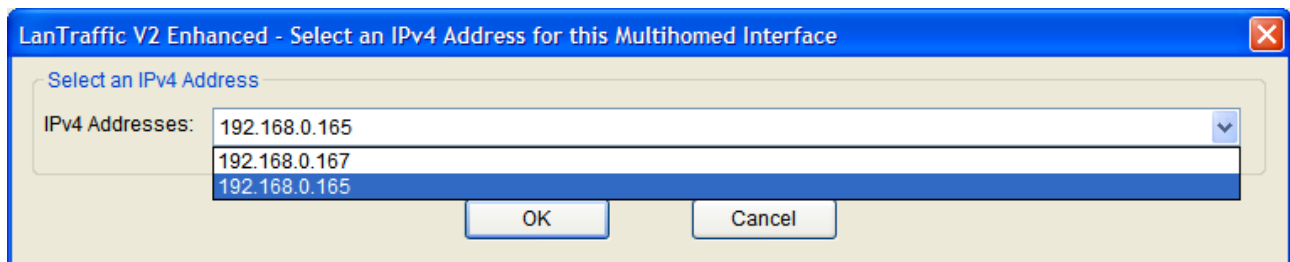 LanTraffic V2 Enhanced - Select an IPv4 Address for this Multihomed Interface
Select an IPv4 Address
IPv4 Addresses: 192.168.0.165
192.168.0.167
192.168.0.165
OK Cancel